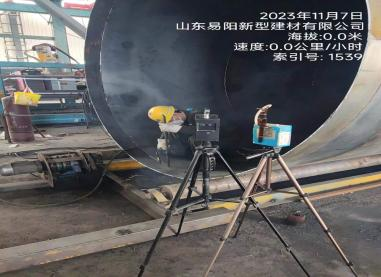 2023年11月7日
山东易阳新型建材有限公司
海拔:0.0米
速度:0.0公里/小时
索引号: 1539